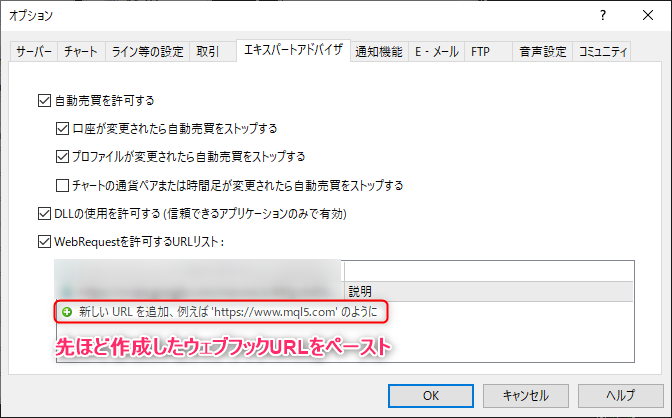 オプション
サーバー チャート ライン等の設定 取引 エキスパートアドバイザ 通知機能 E - メール FTP 音声設定 コミュニティ
自動売買を許可する
口座が変更されたら自動売買をストップする
プロファイルが変更されたら自動売買をストップする
チャートの通貨ペアまたは時間足が変更されたら自動売買をストップする
DLLの使用を許可する (信頼できるアプリケーションのみで有効)
WebRequestを許可するURLリスト :
説明
新しい URL を追加、例えば 'https://www.mql5.com' のように
先ほど作成したウェブフックURLをペースト
OK キャンセル ヘルプ